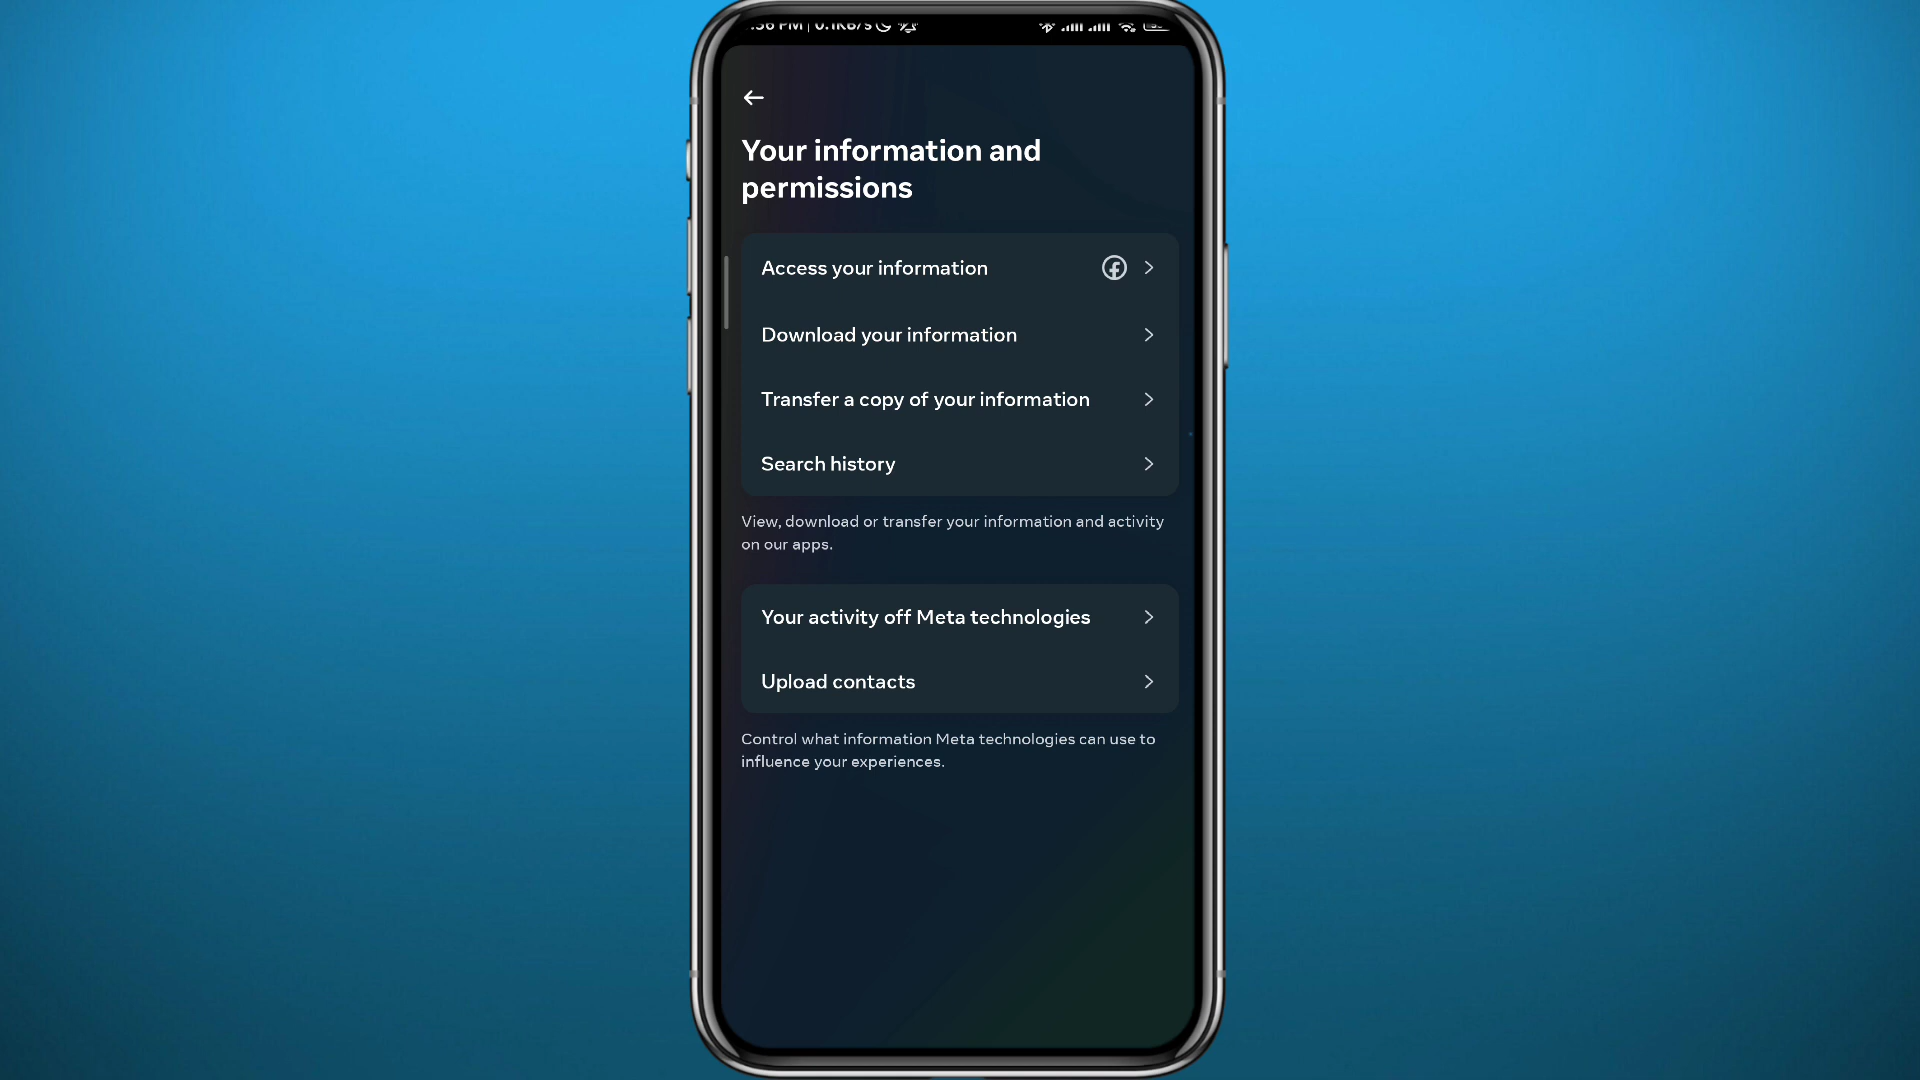 Your information and
permissions
Access your information
Download your information
Transfer a copy of your information
Search history
View, download or transfer your information and activity
on our apps.
Your activity off Meta technologies
Upload contacts
Control what information Meta technologies can use to
influence your experiences.